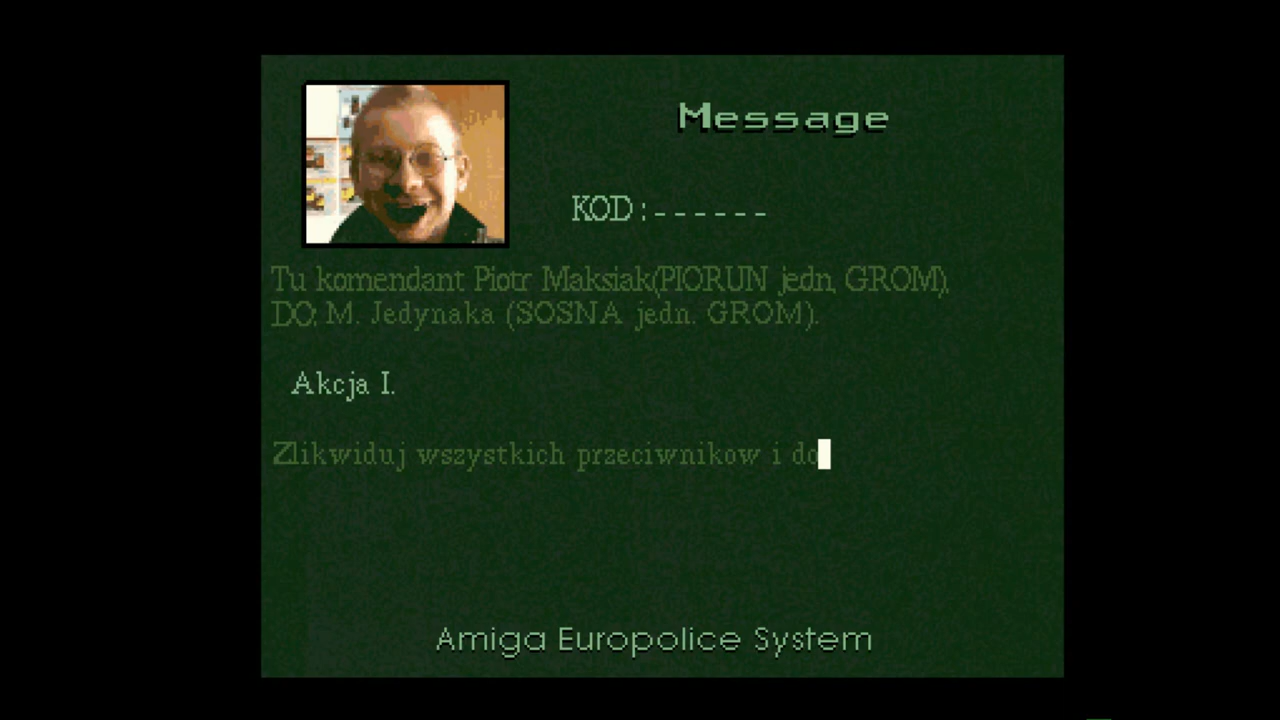 Message
KOD:------
Tu komendant Piotr Maksiak(PIORUN jedn. GROM),
DO: M. Jedynaka (SOSNA jedn. GROM).
Akcja I.
Zlikwiduj wszystkich przeciwnikow i do
Amiga Europolice System